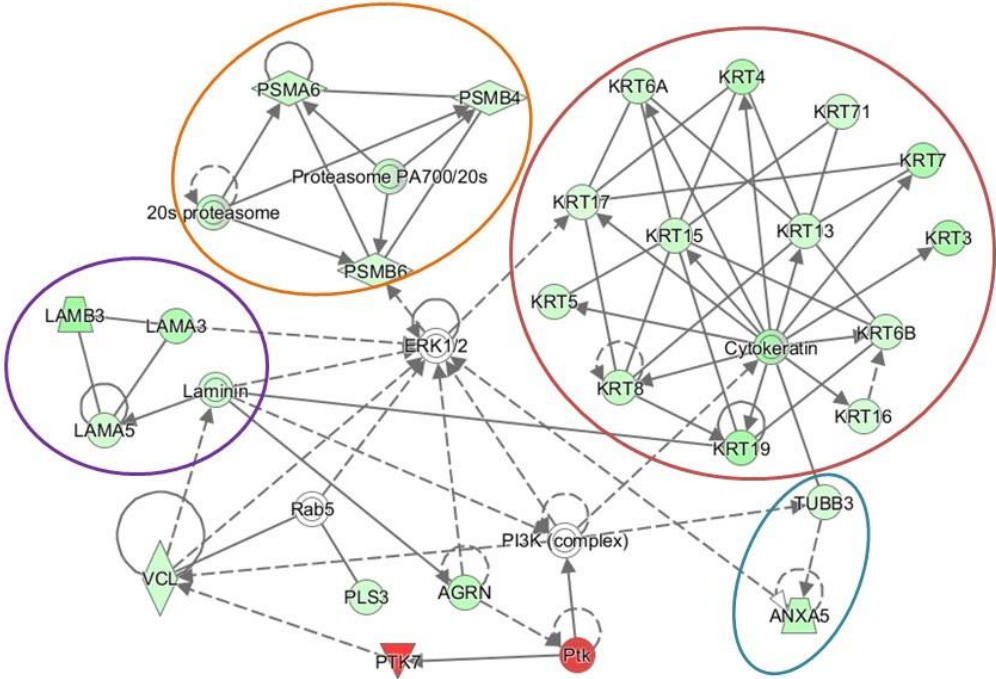 PSMA6
PSMB4
Proteasome PA700/20s
20s proteasome
PSMB6
KRT6A
KRT4
KRT71
KRT7
KRT17
KRT15
KRT13
KRT3
KRT5
Cytokeratin
KRT6B
KRT8
KRT16
KRT19
LAMB3
LAMA3
ERK1/2
Laminin
LAMA5
Rab5
PI3K (complex)
TUBB3
VCL
PLS3
AGRN
ANXA5
PTK7
Ptk